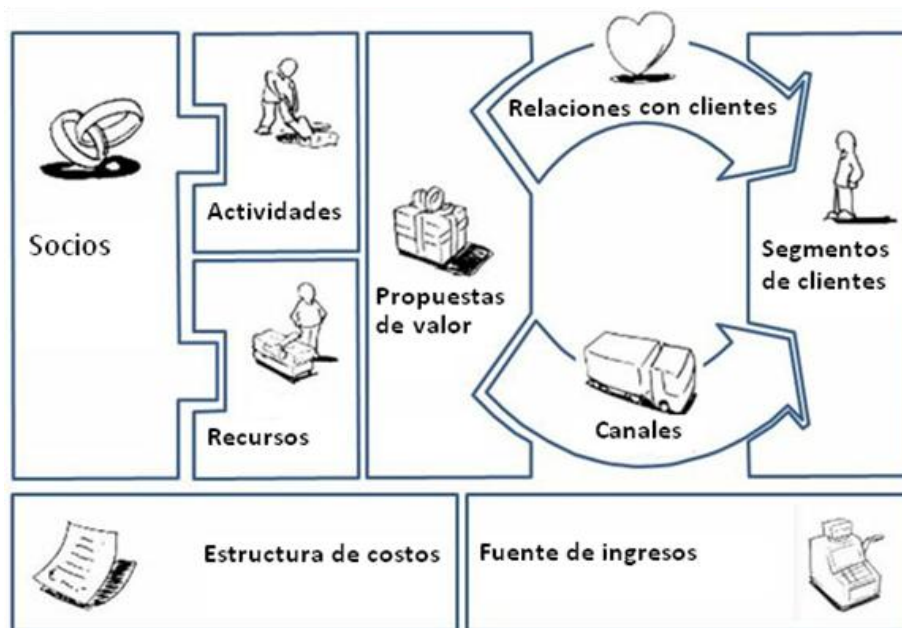 Socios
Actividades
Recursos
Propuestas
de valor
Relaciones con clientes
Canales
Segmentos
de clientes
Estructura de costos
Fuente de ingresos